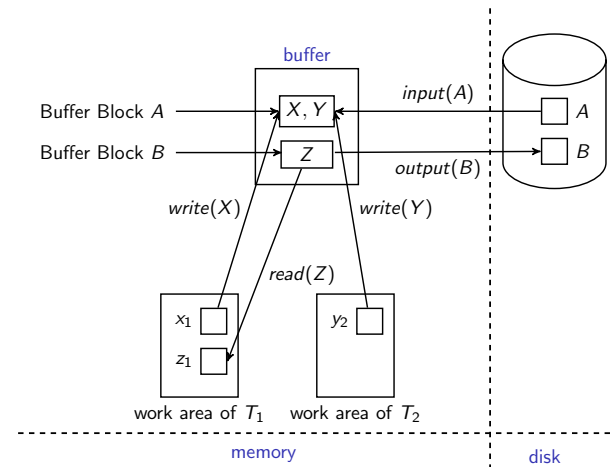 buffer
input(A)
Buffer Block A
X, Y
A
Buffer Block B
Z
B
output(B)
write(X)
write(Y)
read(Z)
x₁
y₂
z₁
work area of T₁
work area of T₂
memory
disk